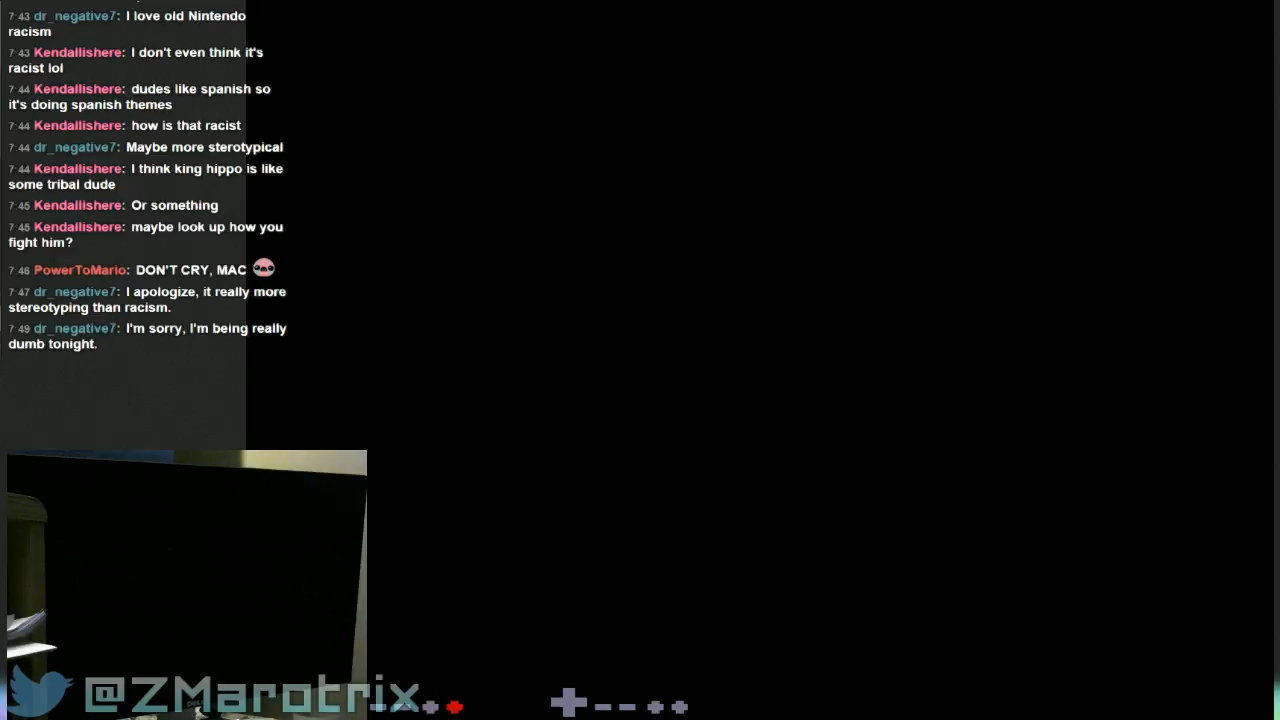 7:43 dr_negative7: I love old Nintendo
racism
7:43 Kendallishere: I don't even think it's
racist lol
7:44 Kendallishere: dudes like spanish so
it's doing spanish themes
7:44 Kendallishere: how is that racist
7:44 dr_negative7: Maybe more sterotypical
7:44 Kendallishere: I think king hippo is like
some tribal dude
7:45 Kendallishere: Or something
7:45 Kendallishere: maybe look up how you
fight him?
7:46 PowerToMario: DON'T CRY, MAC
7:47 dr_negative7: I apologize, it really more
stereotyping than racism.
7:49 dr_negative7: I'm sorry, I'm being really
dumb tonight.
@ZMarotrix